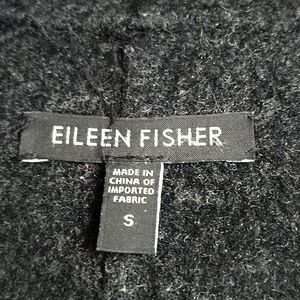 EILEEN FISHER
MADE IN
CHINA OF
IMPORTED
FABRIC
S